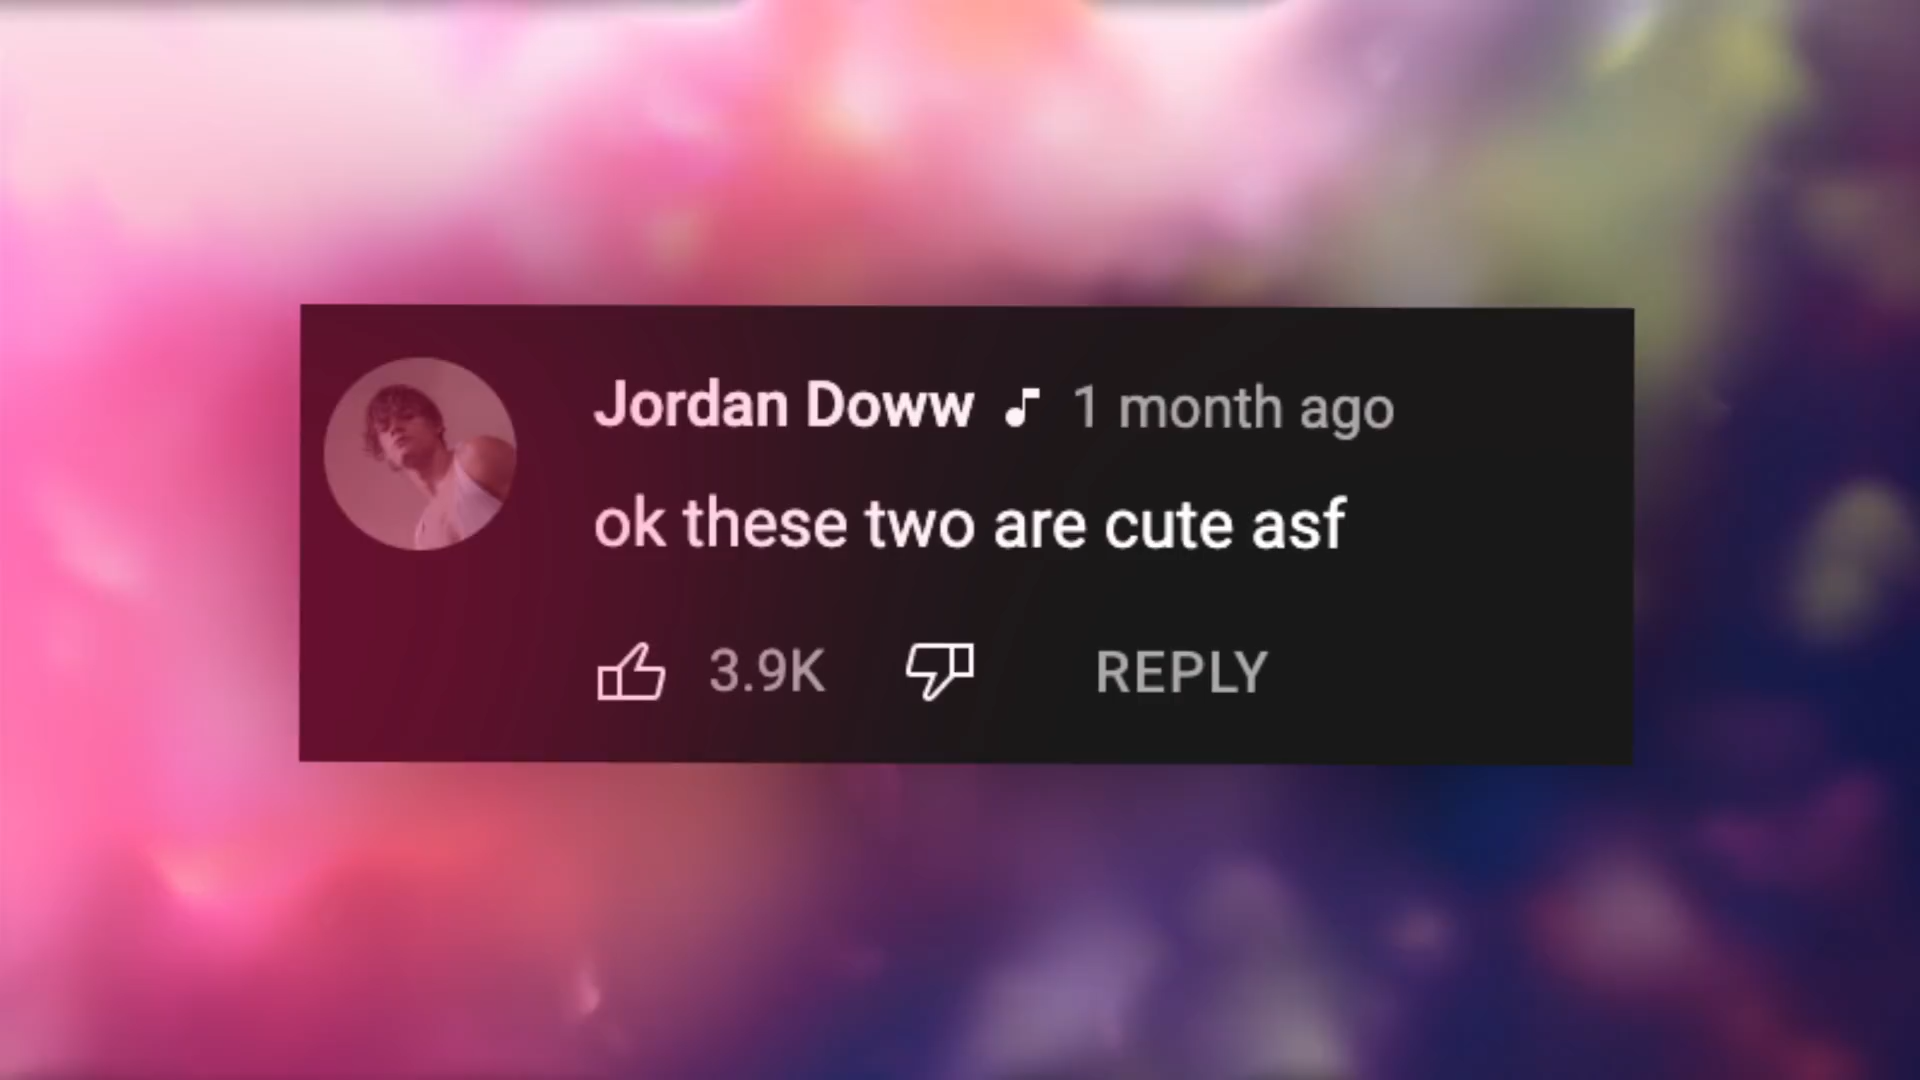 Jordan Doww ♪ 1 month ago
ok these two are cute asf
3.9K REPLY